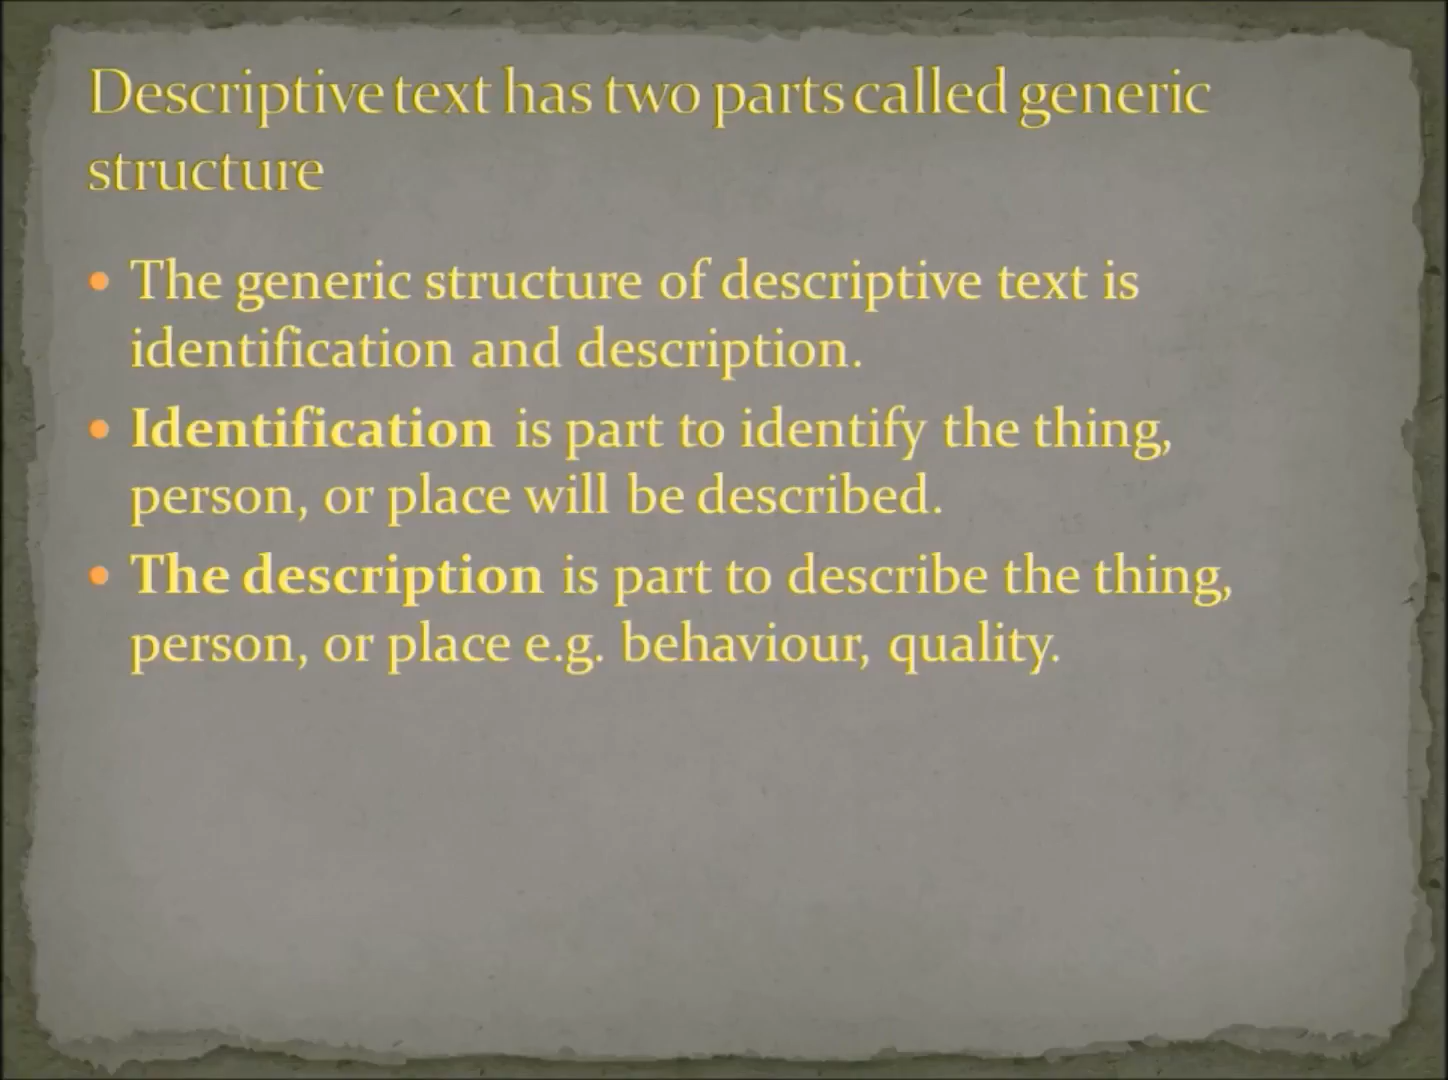 Descriptive text has two parts called generic
structure
• The generic structure of descriptive text is
identification and description.
• Identification is part to identify the thing,
person, or place will be described.
• The description is part to describe the thing,
person, or place e.g. behaviour, quality.